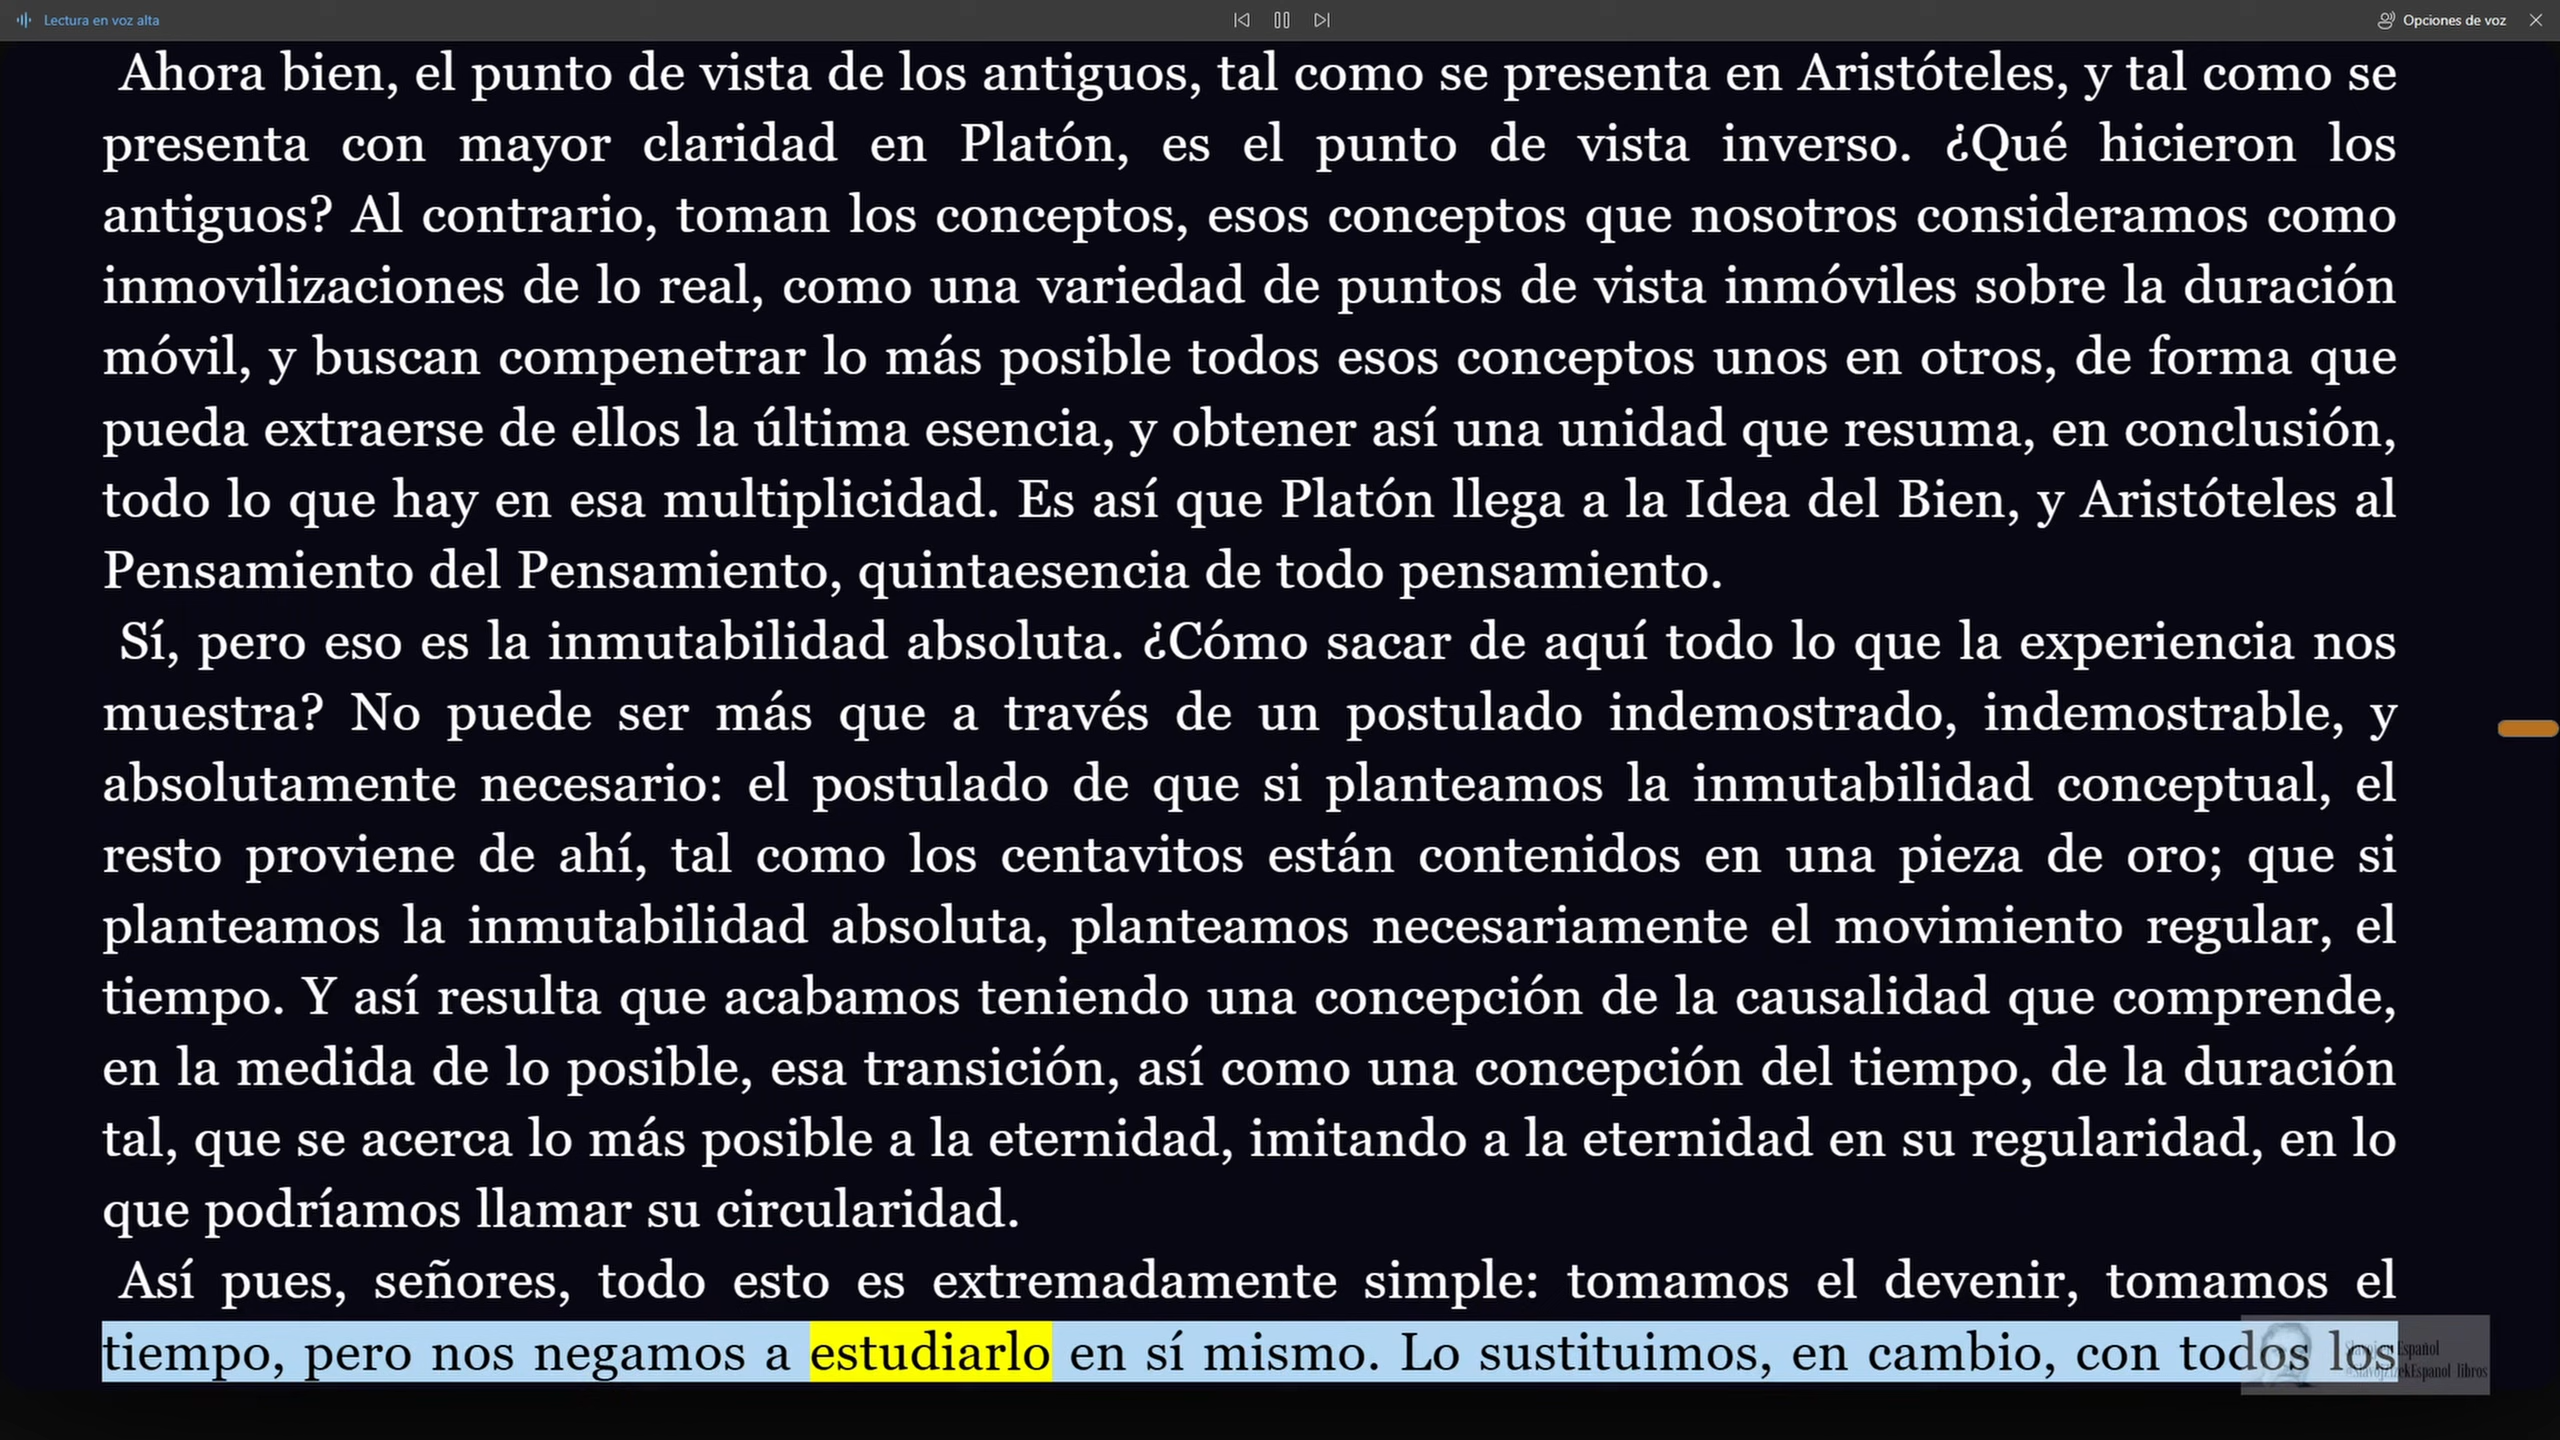 Lectura en voz alta
Opciones de voz
Ahora bien, el punto de vista de los antiguos, tal como se presenta en Aristóteles, y tal como se
presenta con mayor claridad en Platón, es el punto de vista inverso. ¿Qué hicieron los
antiguos? Al contrario, toman los conceptos, esos conceptos que nosotros consideramos como
inmovilizaciones de lo real, como una variedad de puntos de vista inmóviles sobre la duración
móvil, y buscan compenetrar lo más posible todos esos conceptos unos en otros, de forma que
pueda extraerse de ellos la última esencia, y obtener así una unidad que resuma, en conclusión,
todo lo que hay en esa multiplicidad. Es así que Platón llega a la Idea del Bien, y Aristóteles al
Pensamiento del Pensamiento, quintaesencia de todo pensamiento.
Sí, pero eso es la inmutabilidad absoluta. ¿Cómo sacar de aquí todo lo que la experiencia nos
muestra? No puede ser más que a través de un postulado indemostrado, indemostrable, y
absolutamente necesario: el postulado de que si planteamos la inmutabilidad conceptual, el
resto proviene de ahí, tal como los centavitos están contenidos en una pieza de oro; que si
planteamos la inmutabilidad absoluta, planteamos necesariamente el movimiento regular, el
tiempo. Y así resulta que acabamos teniendo una concepción de la causalidad que comprende,
en la medida de lo posible, esa transición, así como una concepción del tiempo, de la duración
tal, que se acerca lo más posible a la eternidad, imitando a la eternidad en su regularidad, en lo
que podríamos llamar su circularidad.
Así pues, señores, todo esto es extremadamente simple: tomamos el devenir, tomamos el
tiempo, pero nos negamos a estudiarlo en sí mismo. Lo sustituimos, en cambio, con todos los
Español
libros